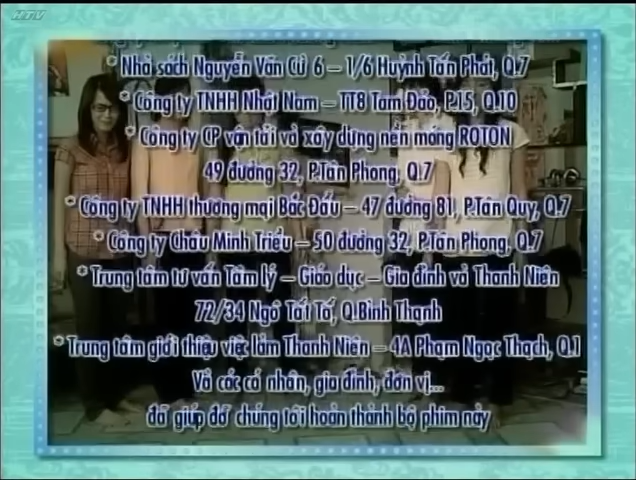 HTV
* Nhà sách Nguyễn Văn Cừ 6 – 1/6 Huỳnh Tấn Phát, Q.7
* Công ty TNHH Nhật Nam – TT8 Tam Đảo, P.15, Q.10
* Công ty CP vận tải và xây dựng nền móng ROTON
49 đường 32, P.Tân Phong, Q.7
* Công ty TNHH thương mại Bắc Đẩu – 47 đường 81, P.Tân Quy, Q.7
* Công ty Châu Minh Triều – 50 đường 32, P.Tân Phong, Q.7
* Trung tâm tư vấn Tâm lý – Giáo dục – Gia đình và Thanh Niên
72/34 Ngô Tất Tố, Q.Bình Thạnh
* Trung tâm giới thiệu việc làm Thanh Niên – 4A Phạm Ngọc Thạch, Q.1
Và các cá nhân, gia đình, đơn vị...
đã giúp đỡ chúng tôi hoàn thành bộ phim này